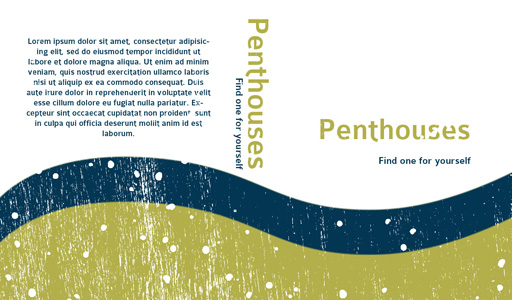 Lorem ipsum dolor sit amet, consectetur adipisic-
ing elit, sed do eiusmod tempor incididunt ut
labore et dolore magna aliqua. Ut enim ad minim
veniam, quis nostrud exercitation ullamco laboris
nisi ut aliquip ex ea commodo consequat. Duis
aute irure dolor in reprehenderit in voluptate velit
esse cillum dolore eu fugiat nulla pariatur. Ex-
cepteur sint occaecat cupidatat non proident sunt
in culpa qui officia deserunt mollit anim id est
laborum.
Penthouses
Find one for yourself
Penthouses
Find one for yourself